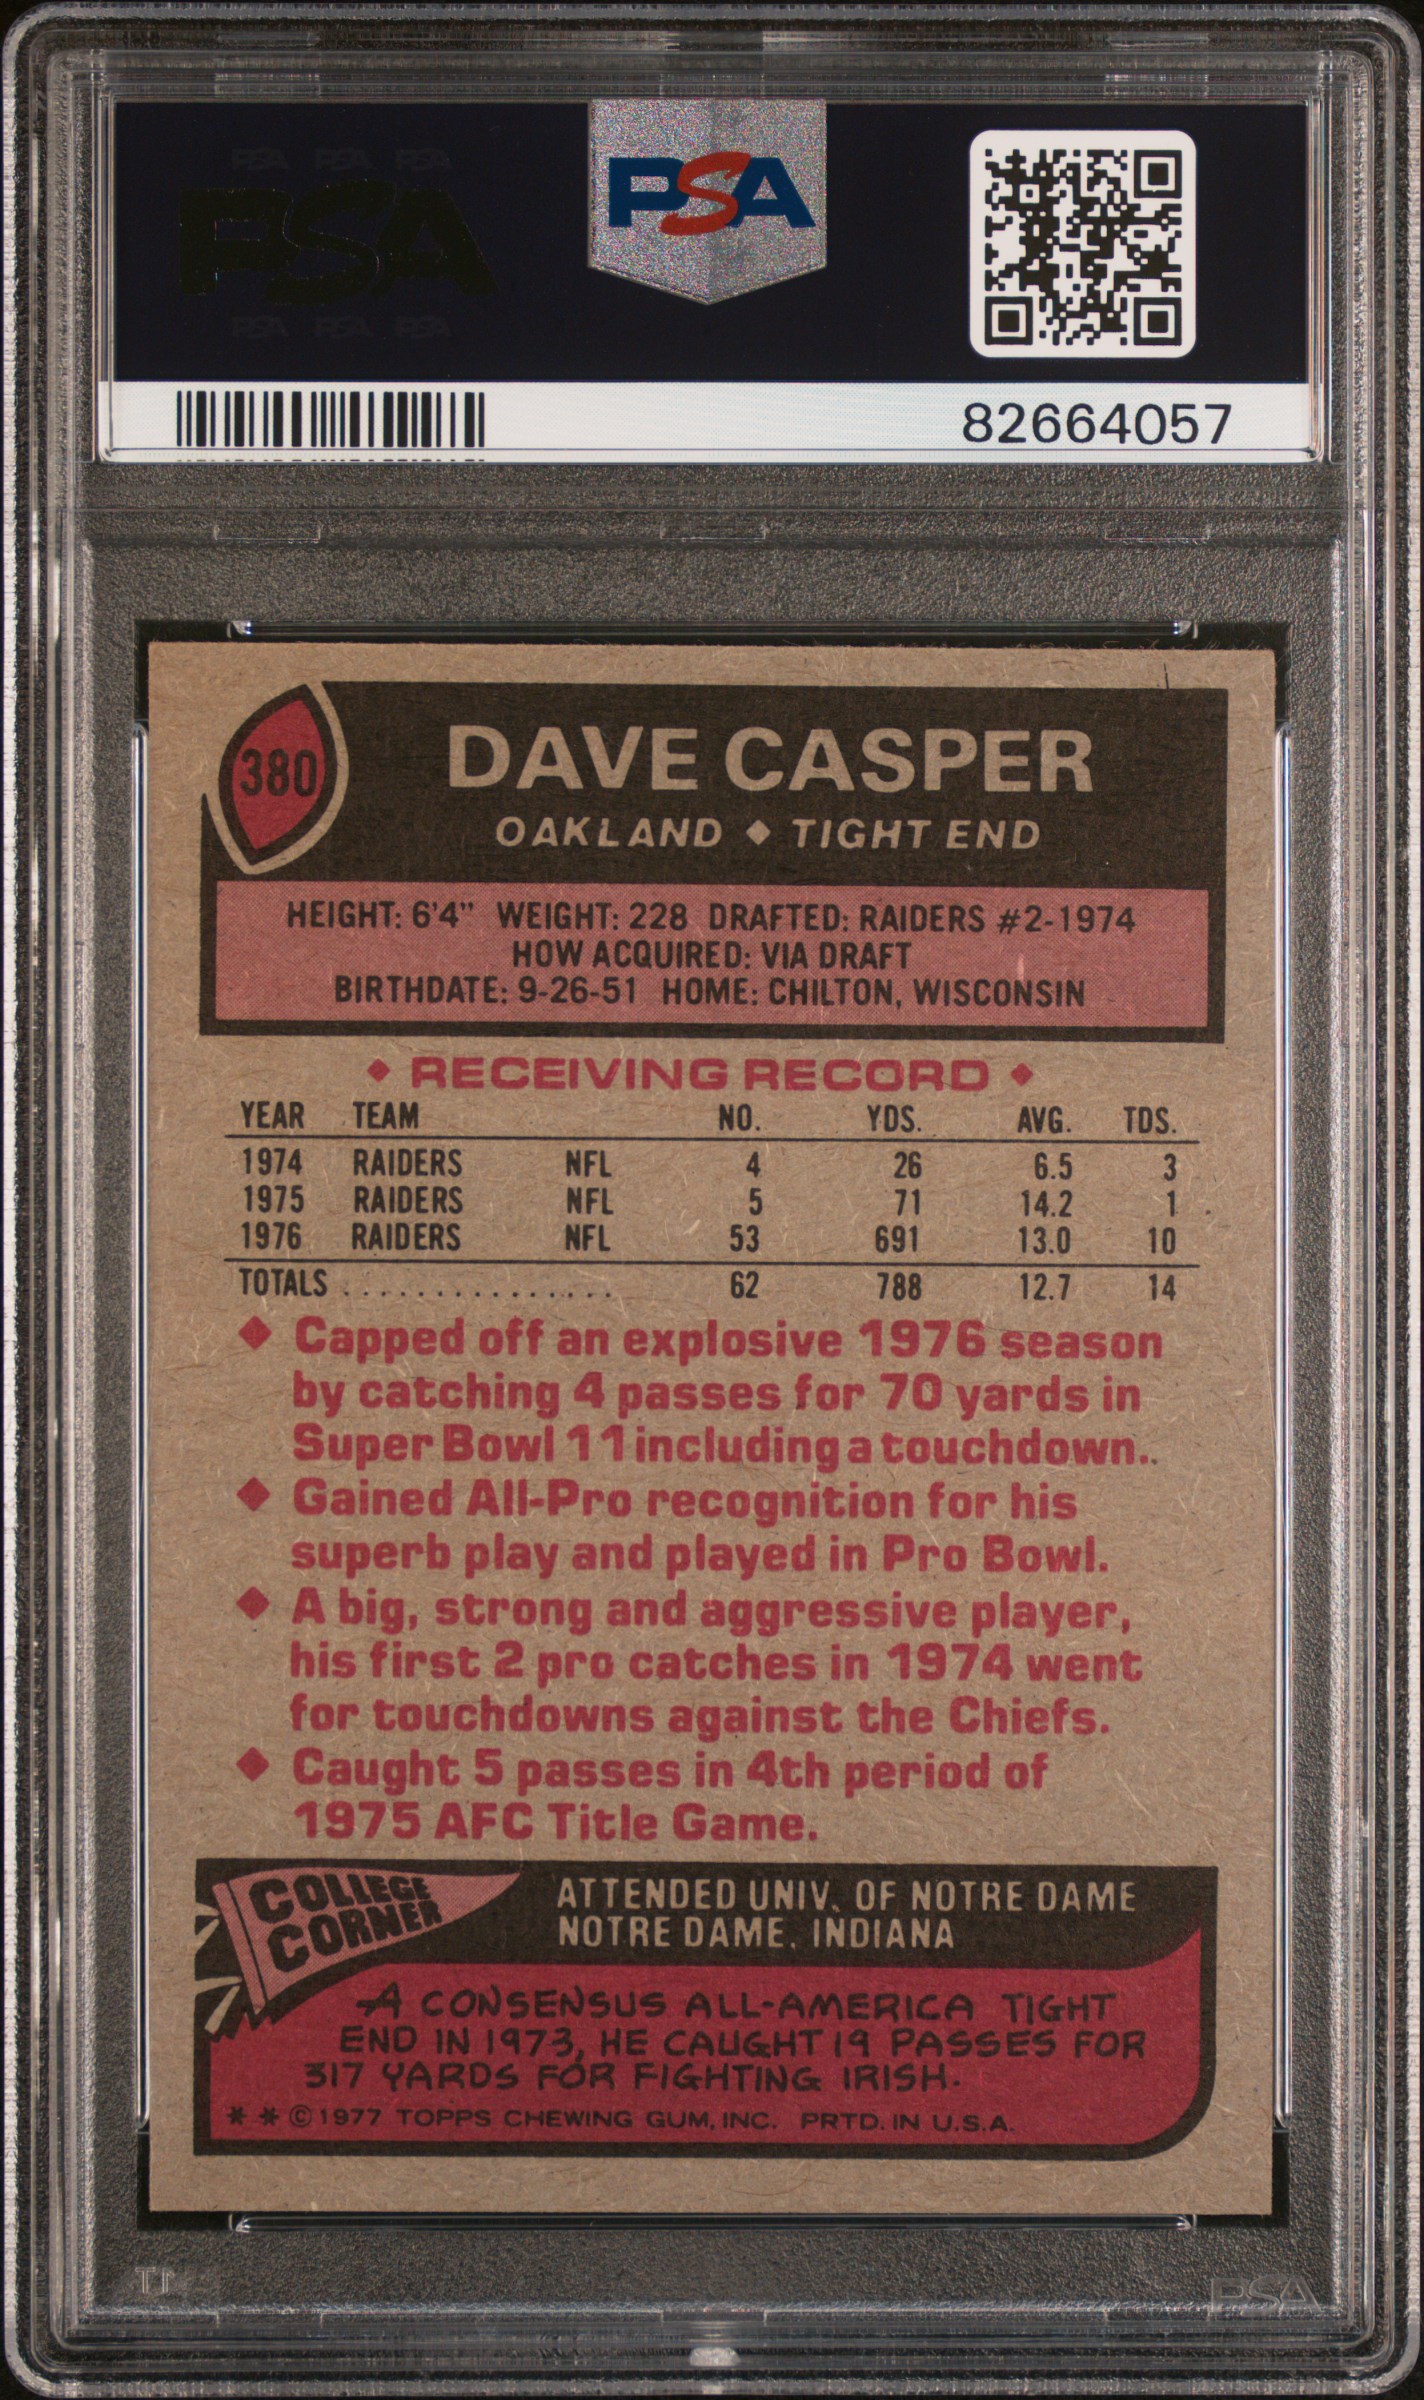 PSA PSA PSA
PSA
PSA
PSA PSA PSA
82664057
380
DAVE CASPER
OAKLAND ◆ TIGHT END
HEIGHT: 6'4" WEIGHT: 228 DRAFTED: RAIDERS #2-1974
HOW ACQUIRED: VIA DRAFT
BIRTHDATE: 9-26-51 HOME: CHILTON, WISCONSIN
◆ RECEIVING RECORD ◆
YEAR TEAM NO. YDS. AVG. TDS.
1974 RAIDERS NFL 4 26 6.5 3
1975 RAIDERS NFL 5 71 14.2 1
1976 RAIDERS NFL 53 691 13.0 10
TOTALS . . . . . . . . . . . . . . . . 62 788 12.7 14
◆ Capped off an explosive 1976 season
by catching 4 passes for 70 yards in
Super Bowl 11 including a touchdown..
◆ Gained All-Pro recognition for his
superb play and played in Pro Bowl.
◆ A big, strong and aggressive player,
his first 2 pro catches in 1974 went
for touchdowns against the Chiefs.
◆ Caught 5 passes in 4th period of
1975 AFC Title Game.
COLLEGE
CORNER
ATTENDED UNIV. OF NOTRE DAME
NOTRE DAME, INDIANA
A CONSENSUS ALL-AMERICA TIGHT
END IN 1973, HE CAUGHT 19 PASSES FOR
317 YARDS FOR FIGHTING IRISH.
* * © 1977 TOPPS CHEWING GUM, INC. PRTD. IN U.S.A.
PSA